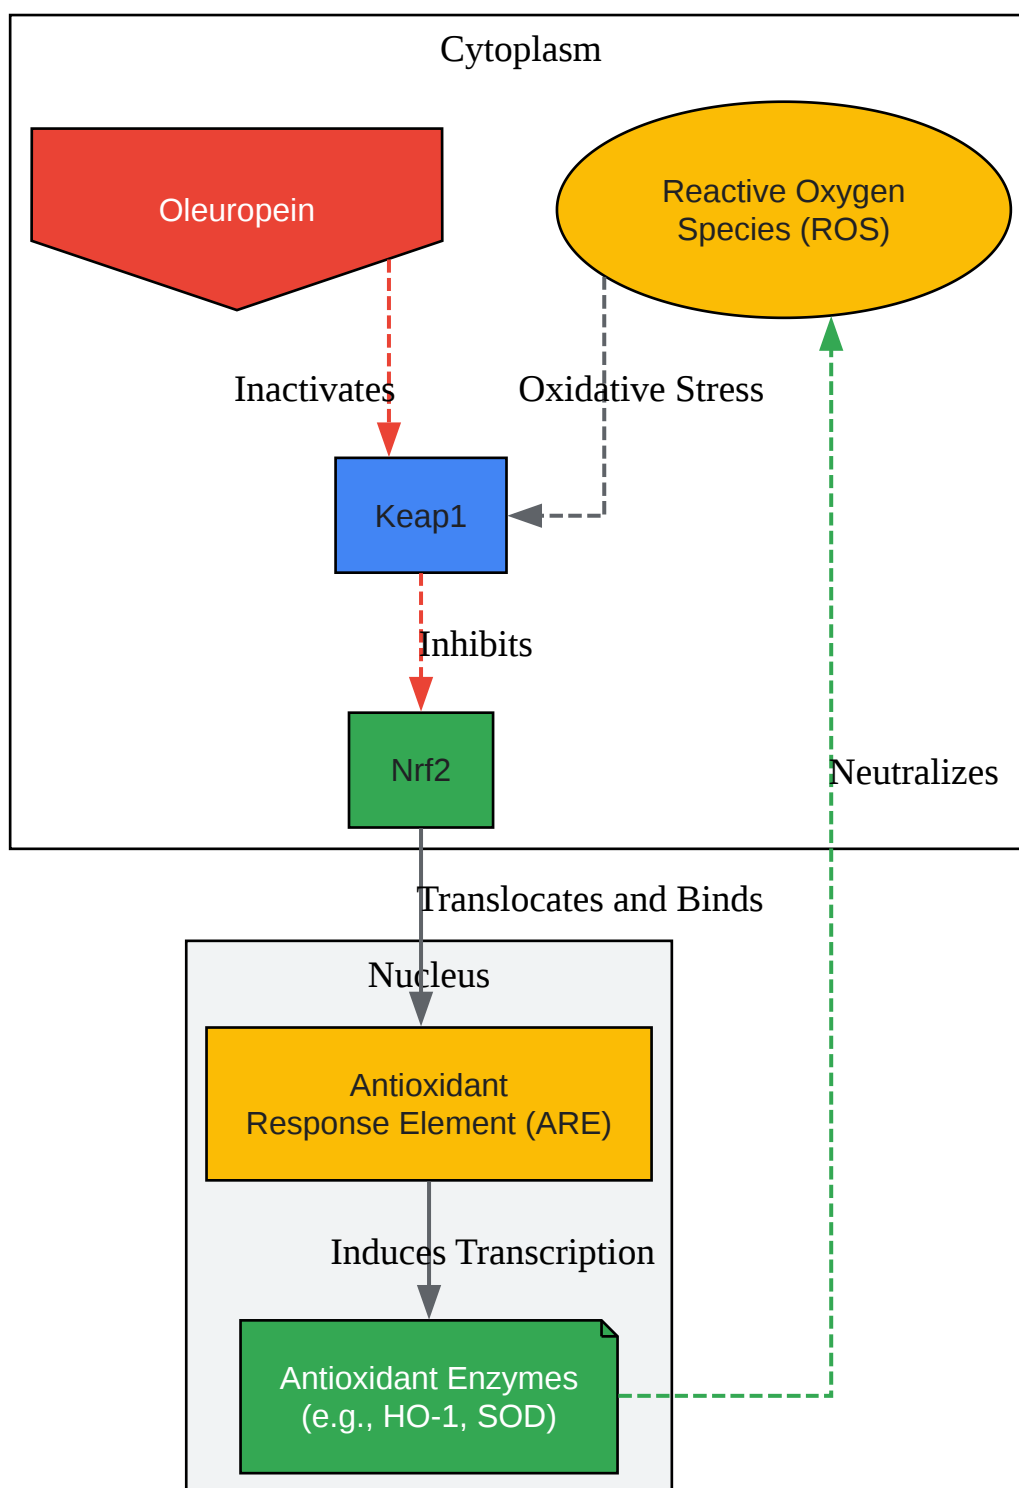 Cytoplasm
Oleuropein
Reactive Oxygen
Species (ROS)
Inactivates
Oxidative Stress
Keap1
Inhibits
Nrf2
Neutralizes
Translocates and Binds
Nucleus
Antioxidant
Response Element (ARE)
Induces Transcription
Antioxidant Enzymes
(e.g., HO-1, SOD)